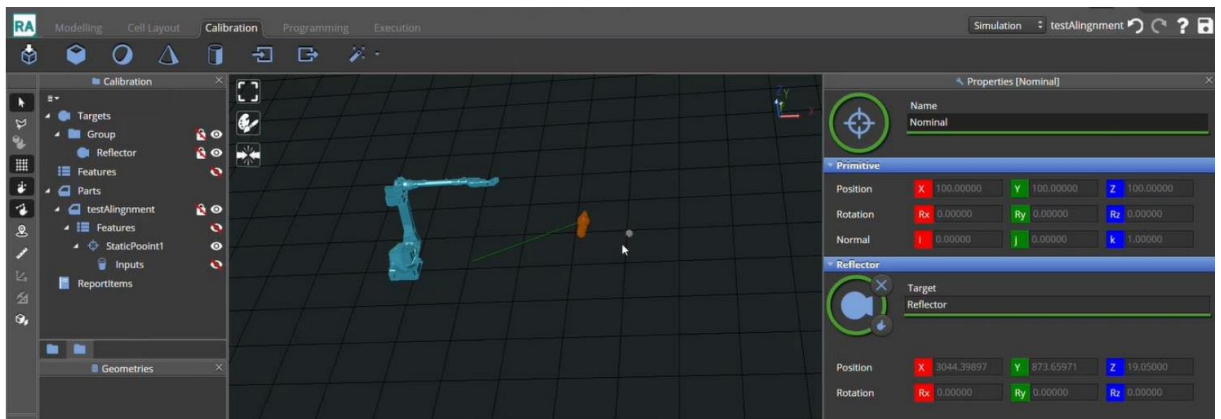 RA Modelling Cell Layout Calibration Programming Execution Simulation testAlingnment ?
Calibration
Targets
Group
Reflector
Features
Parts
testAlingnment
Features
StaticPooint1
Inputs
ReportItems
Geometries
Z Y X
Properties [Nominal]
Name
Nominal
Primitive
Position X 100.00000 Y 100.00000 Z 100.00000
Rotation Rx 0.00000 Ry 0.00000 Rz 0.00000
Normal i 0.00000 j 0.00000 k 1.00000
Reflector
Target
Reflector
Position X 3044.39897 Y 873.65971 Z 19.05000
Rotation Rx 0.00000 Ry 0.00000 Rz 0.00000